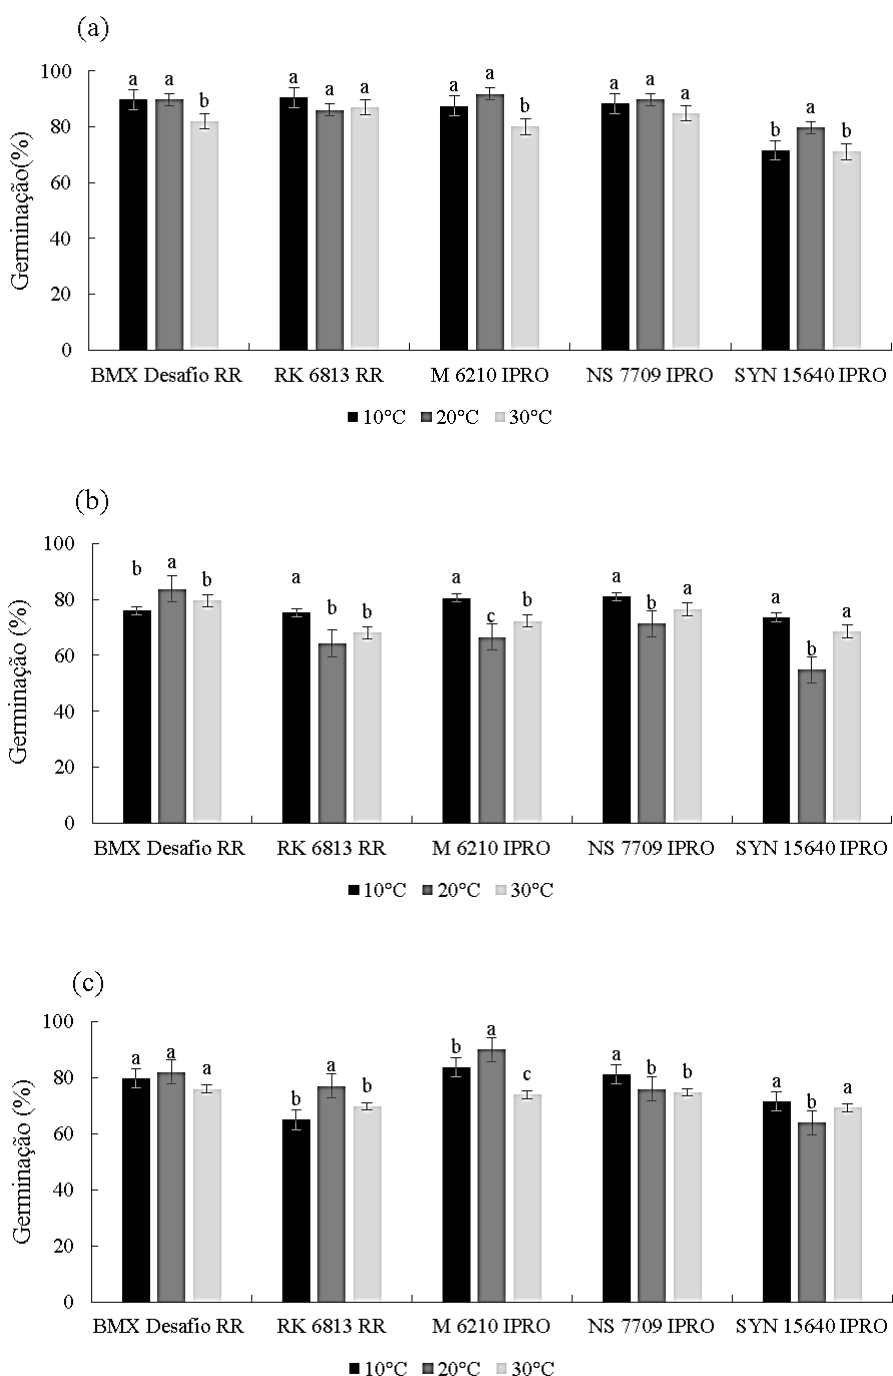 (a)
Germinação(%)
100
80
60
40
20
0
a a b
a a a
a a b
a a a
b a b
BMX Desafio RR RK 6813 RR M 6210 IPRO NS 7709 IPRO SYN 15640 IPRO
10°C 20°C 30°C
(b)
Germinação (%)
100
80
60
40
20
0
b a b
a b b
a c b
a b a
a b a
BMX Desafio RR RK 6813 RR M 6210 IPRO NS 7709 IPRO SYN 15640 IPRO
10°C 20°C 30°C
(c)
Germinação (%)
100
80
60
40
20
0
a a a
b a b
b a c
a b b
a b a
BMX Desafio RR RK 6813 RR M 6210 IPRO NS 7709 IPRO SYN 15640 IPRO
10°C 20°C 30°C